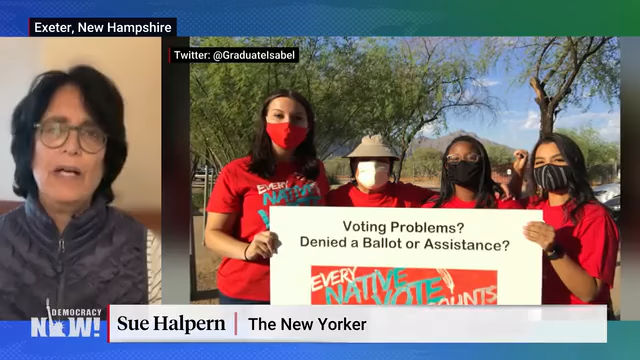 Exeter, New Hampshire
Twitter: @GraduateIsabel
EVERY
NATIVE
VOTE
Voting Problems?
Denied a Ballot or Assistance?
EVERY
NATIVE VOTE
COUNTS
DEMOCRACY
NOW!
Sue Halpern | The New Yorker